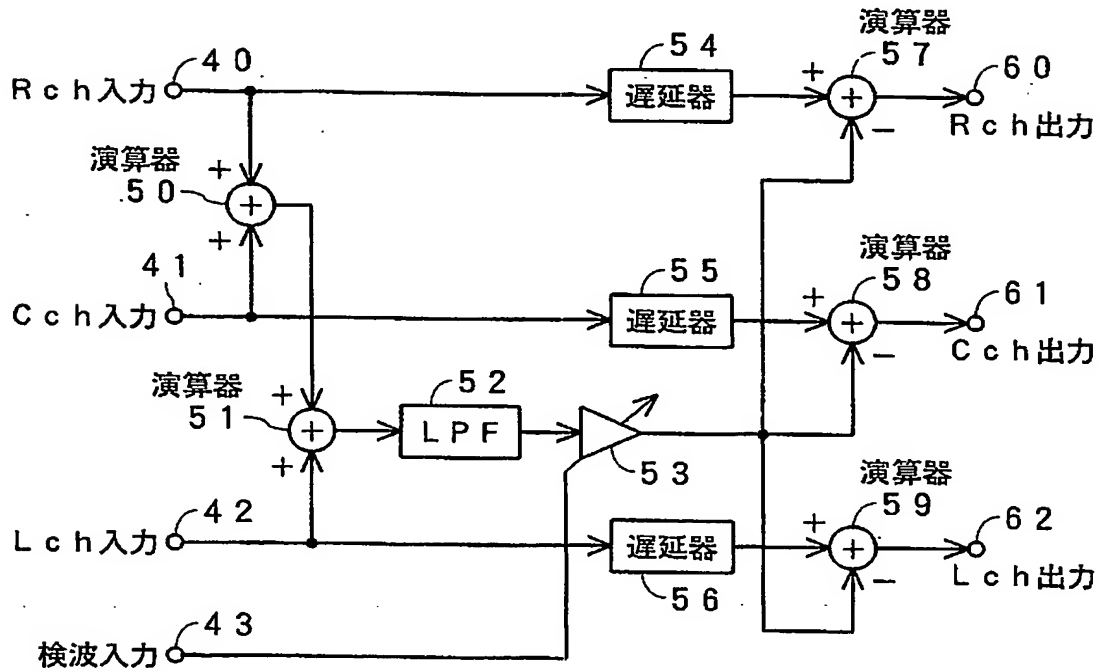 Rch入力
40
54
遅延器
演算器
57
+
+
−
60
Rch出力
演算器
50
+
+
+
41
Cch入力
55
遅延器
演算器
58
+
+
−
61
Cch出力
演算器
51
+
+
+
52
LPF
53
42
Lch入力
遅延器
56
演算器
59
+
+
−
62
Lch出力
43
検波入力